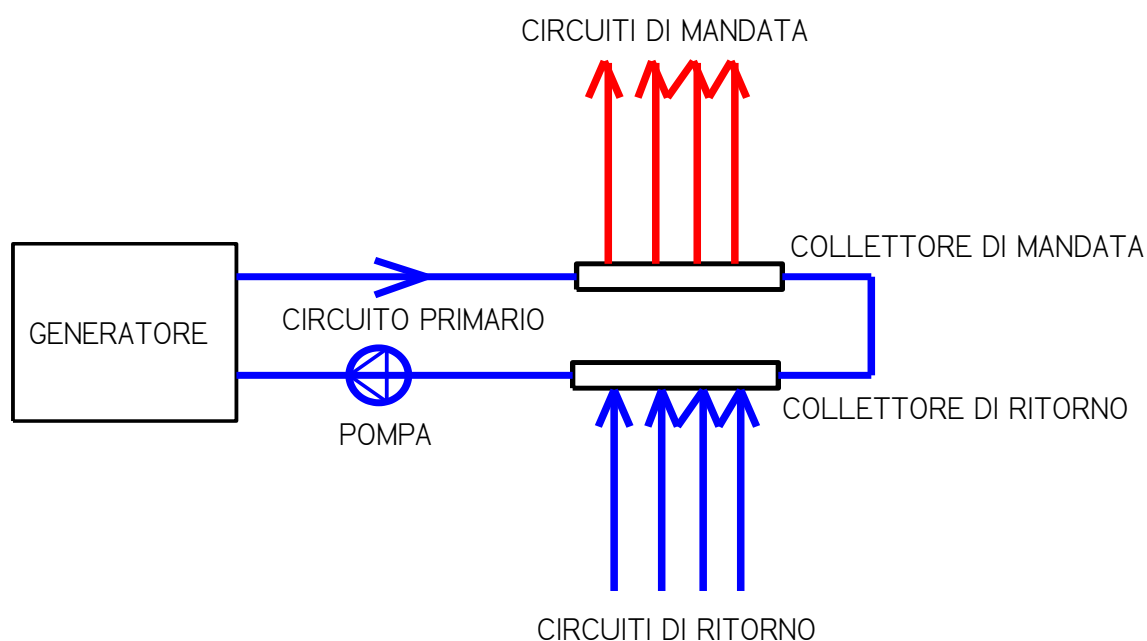 CIRCUITI DI MANDATA
COLLETTORE DI MANDATA
CIRCUITO PRIMARIO
GENERATORE
COLLETTORE DI RITORNO
POMPA
CIRCUITI DI RITORNO